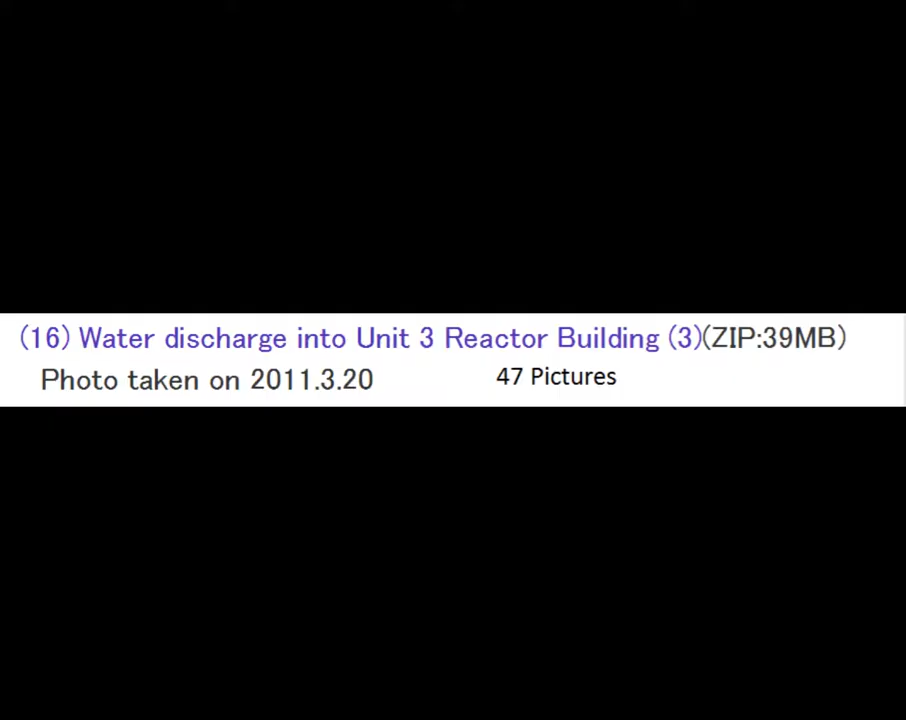 (16) Water discharge into Unit 3 Reactor Building (3)(ZIP:39MB)
Photo taken on 2011.3.20 47 Pictures